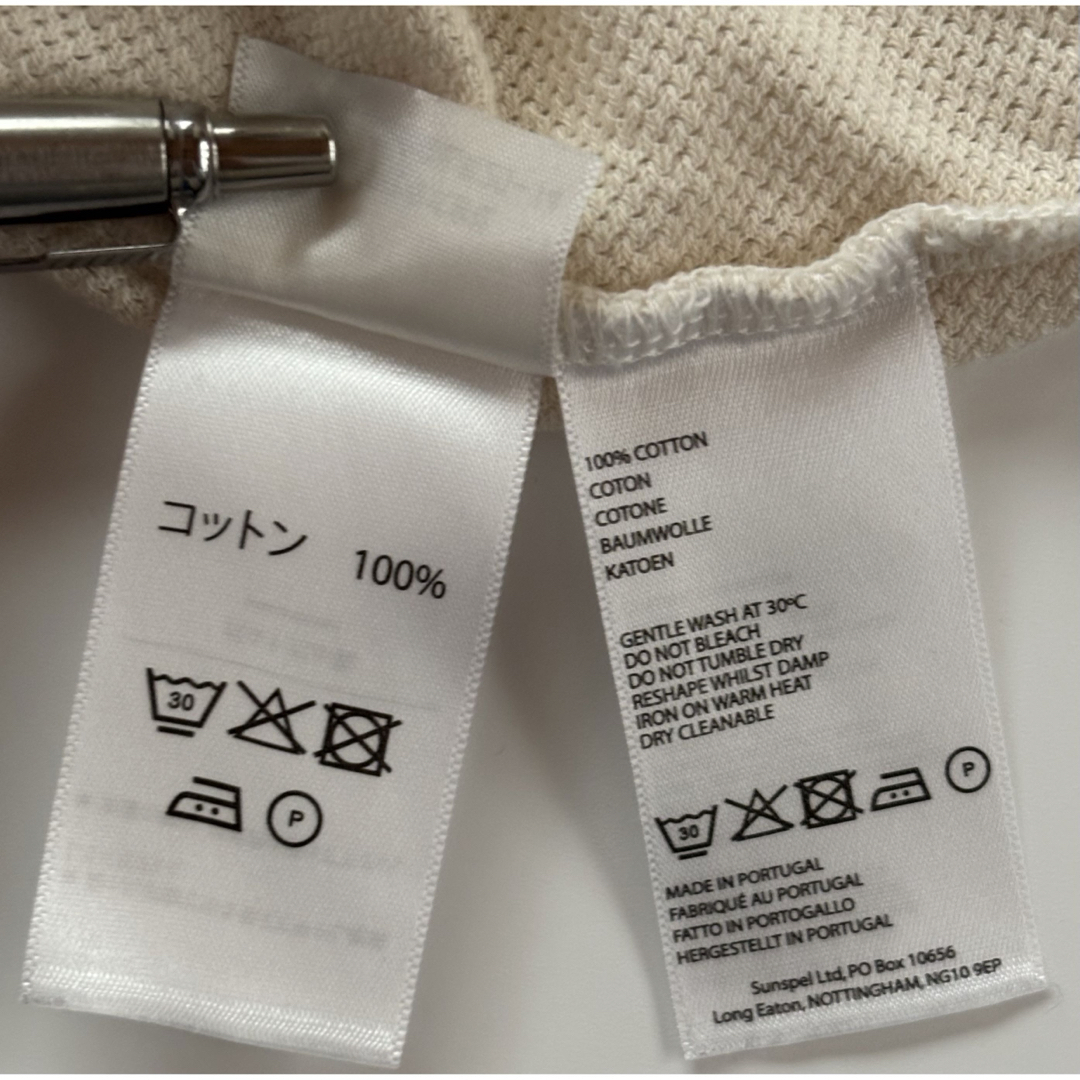 コットン 100%
30
P
100% COTTON
COTON
COTONE
BAUMWOLLE
KATOEN
GENTLE WASH AT 30ºC
DO NOT BLEACH
DO NOT TUMBLE DRY
RESHAPE WHILST DAMP
IRON ON WARM HEAT
DRY CLEANABLE
30
P
MADE IN PORTUGAL
FABRIQUÉ AU PORTUGAL
FATTO IN PORTOGALLO
HERGESTELLT IN PORTUGAL
Sunspel Ltd, PO Box 10656
Long Eaton, NOTTINGHAM, NG10 9EP